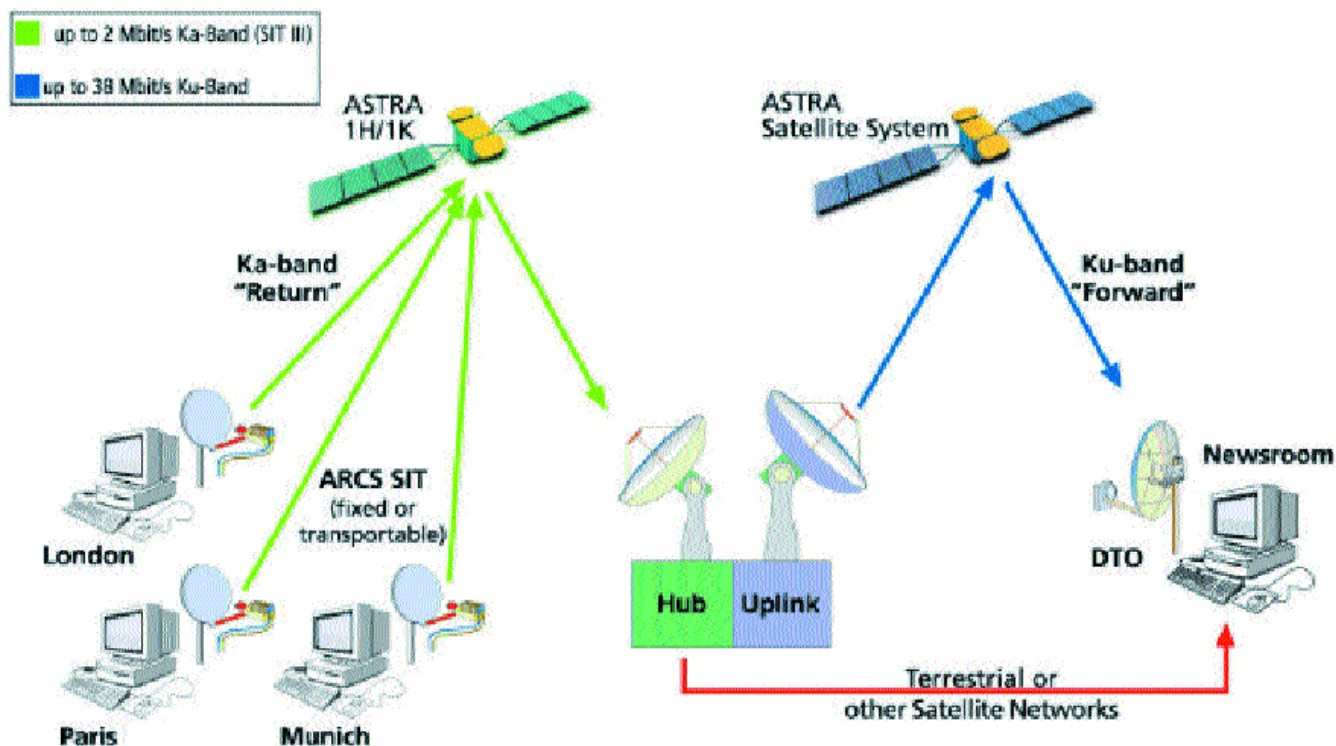 up to 2 Mbit/s Ka-Band (SIT III)
up to 38 Mbit/s Ku-Band
ASTRA
1H/1K
ASTRA
Satellite System
Ka-band
"Return"
Ku-band
"Forward"
ARCS SIT
(fixed or
transportable)
London
Newsroom
DTO
Hub
Uplink
Paris
Munich
Terrestrial or
other Satellite Networks